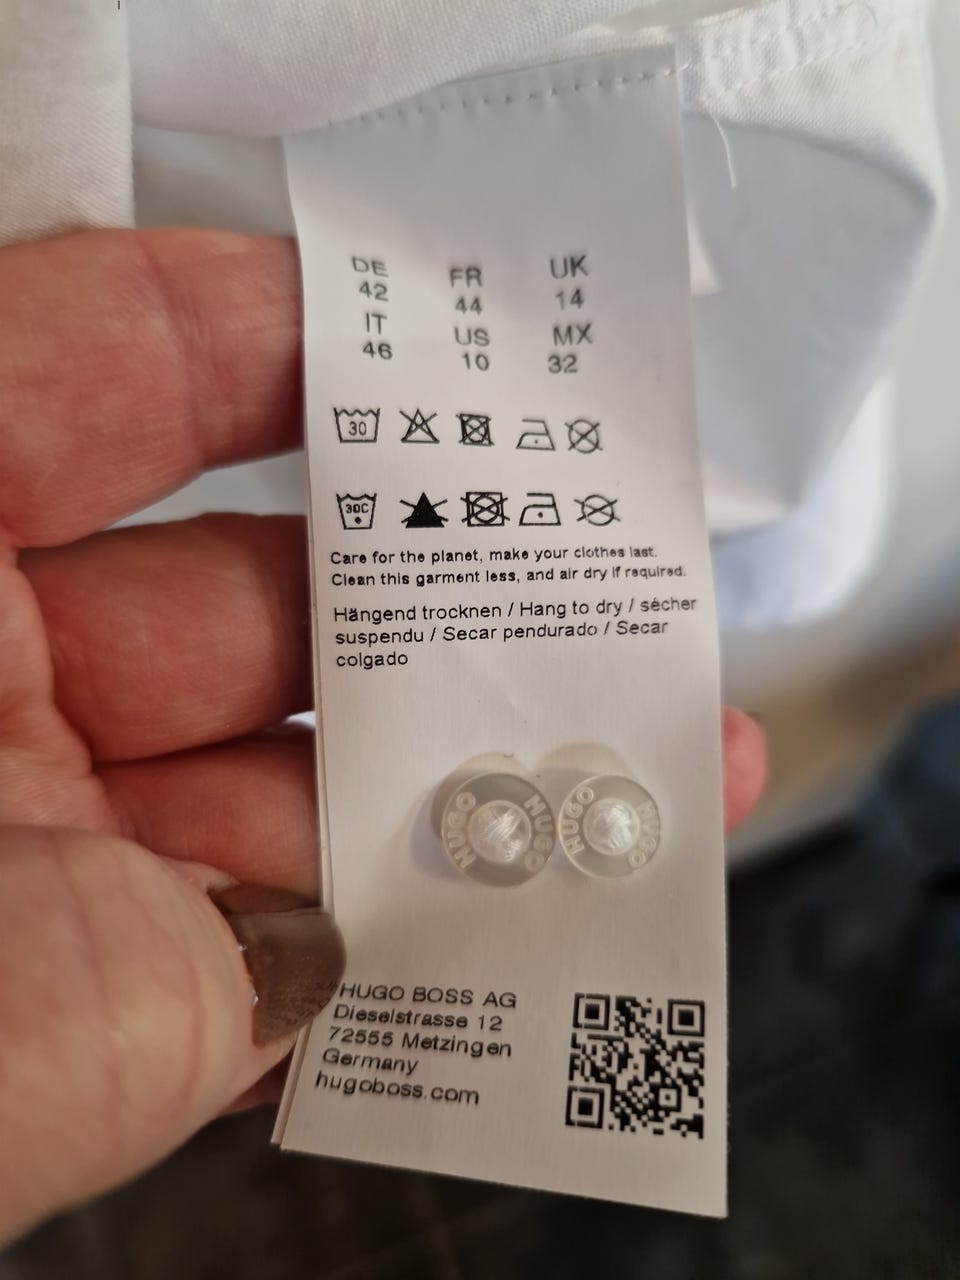 DE FR UK
42 44 14
IT US MX
46 10 32
30
30C
Care for the planet, make your clothes last.
Clean this garment less, and air dry if required.
Hängend trocknen / Hang to dry / sécher
suspendu / Secar pendurado / Secar
colgado
HUGO HUGO HUGO HUGO
HUGO BOSS AG
Dieselstrasse 12
72555 Metzingen
Germany
hugoboss.com